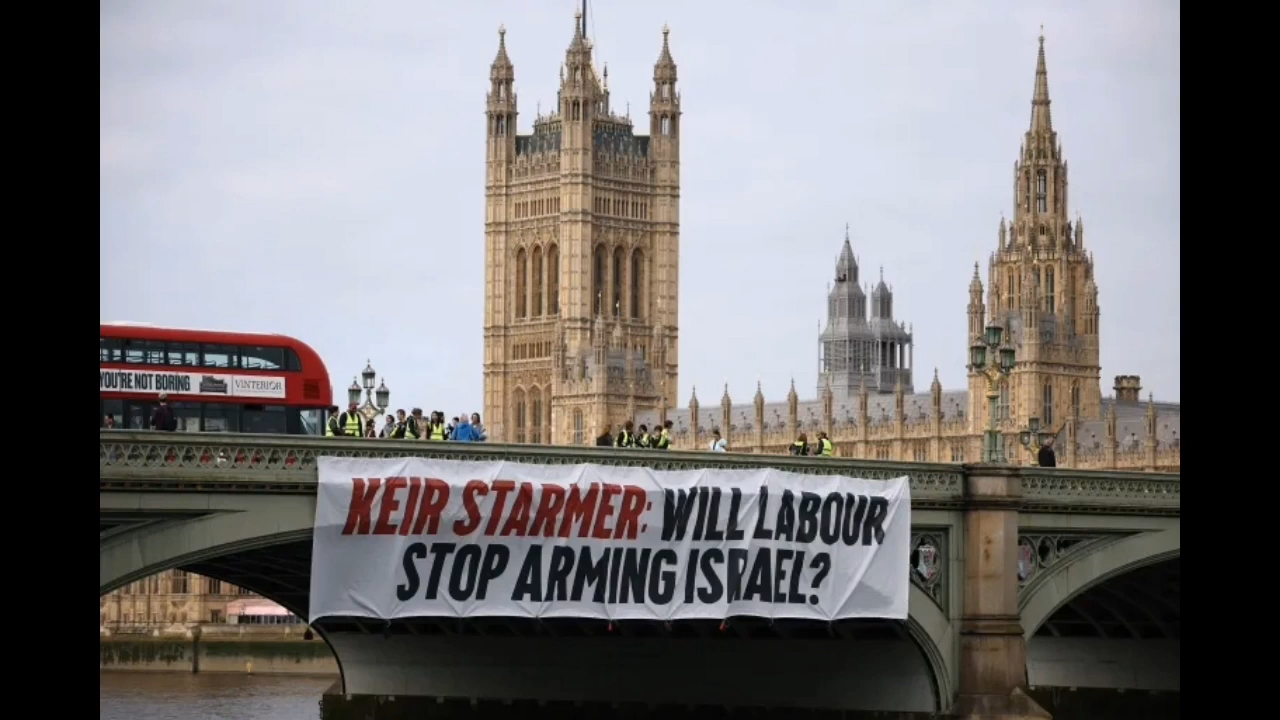 YOU'RE NOT BORING
VINTERIOR
KEIR STARMER: WILL LABOUR
STOP ARMING ISRAEL?